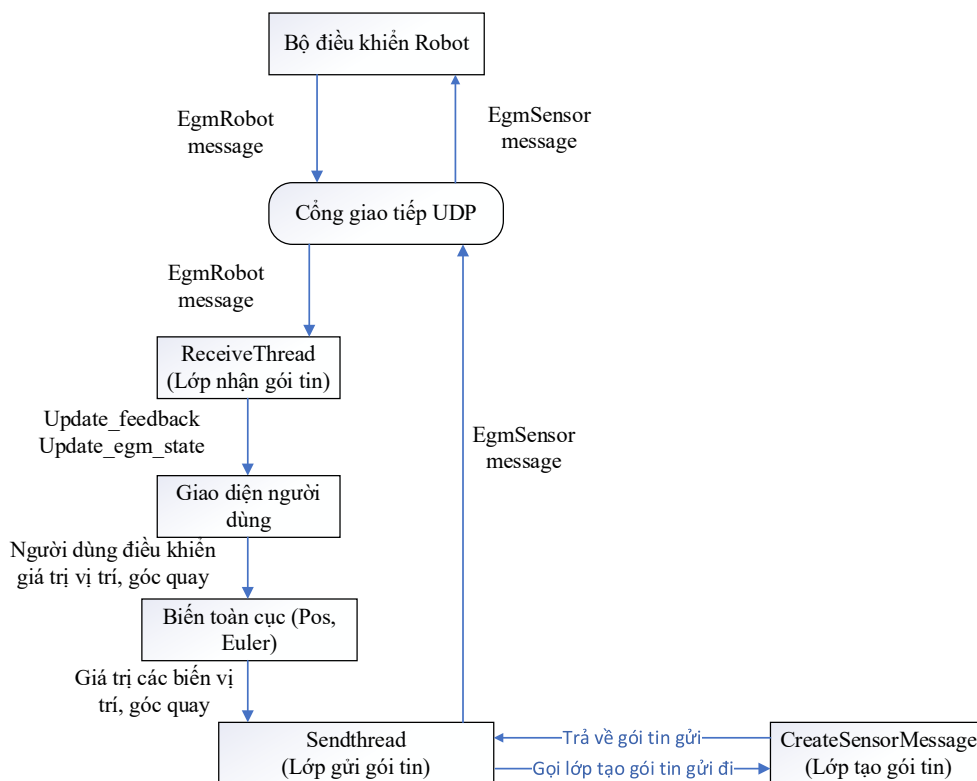 Bộ điều khiển Robot
EgmRobot
message
EgmSensor
message
Cổng giao tiếp UDP
EgmRobot
message
ReceiveThread
(Lớp nhận gói tin)
Update_feedback
Update_egm_state
EgmSensor
message
Giao diện người
dùng
Người dùng điều khiển
giá trị vị trí, góc quay
Biến toàn cục (Pos,
Euler)
Giá trị các biến vị
trí, góc quay
Sendthread
(Lớp gửi gói tin)
Trả về gói tin gửi
Gọi lớp tạo gói tin gửi đi
CreateSensorMessage
(Lớp tạo gói tin)